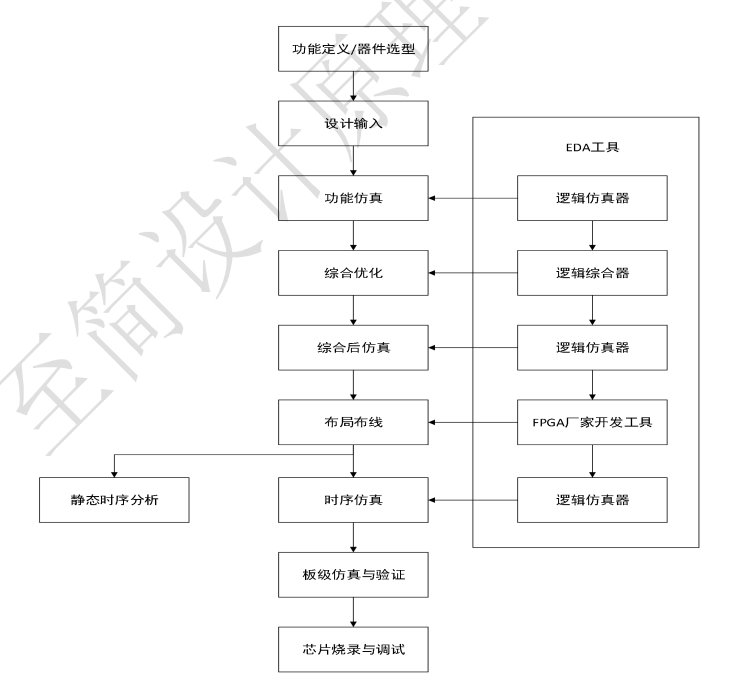 功能定义/器件选型
设计输入
EDA工具
功能仿真
逻辑仿真器
综合优化
逻辑综合器
综合后仿真
逻辑仿真器
布局布线
FPGA厂家开发工具
静态时序分析
时序仿真
逻辑仿真器
板级仿真与验证
芯片烧录与调试
至简设计原理